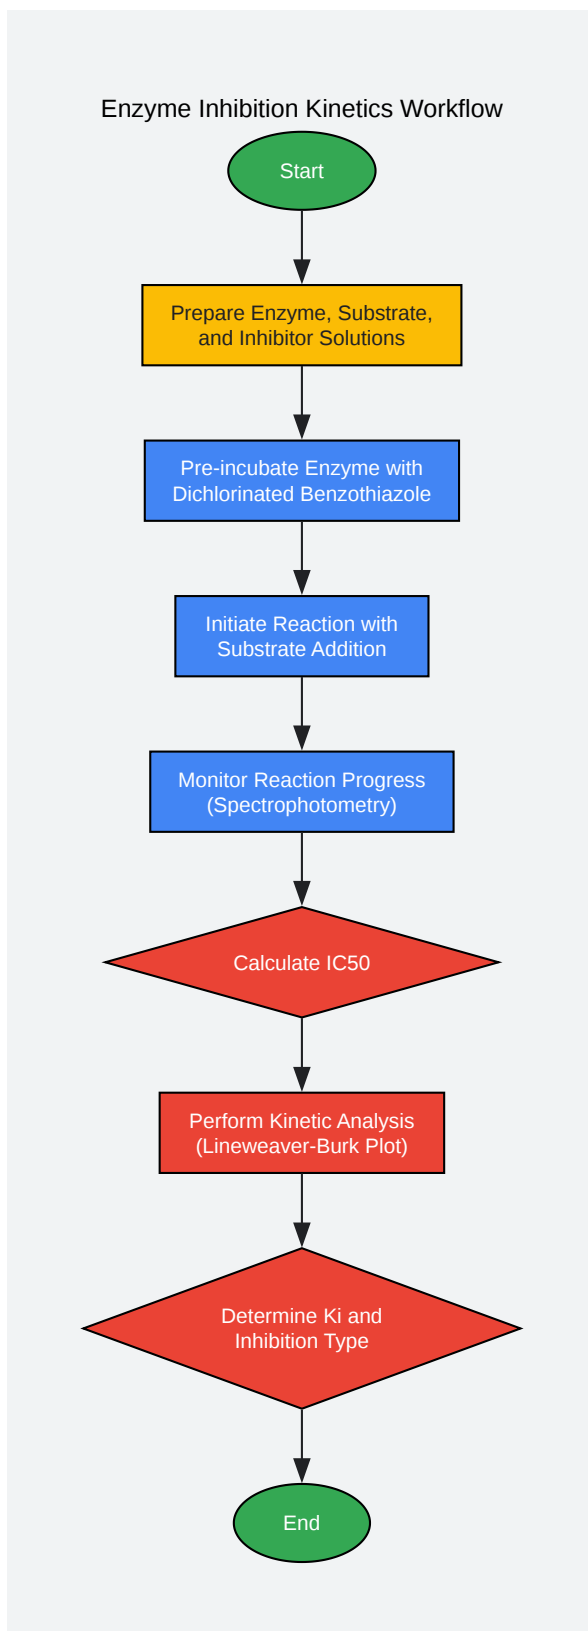 Enzyme Inhibition Kinetics Workflow
Start
Prepare Enzyme, Substrate,
and Inhibitor Solutions
Pre-incubate Enzyme with
Dichlorinated Benzothiazole
Initiate Reaction with
Substrate Addition
Monitor Reaction Progress
(Spectrophotometry)
Calculate IC50
Perform Kinetic Analysis
(Lineweaver-Burk Plot)
Determine Ki and
Inhibition Type
End